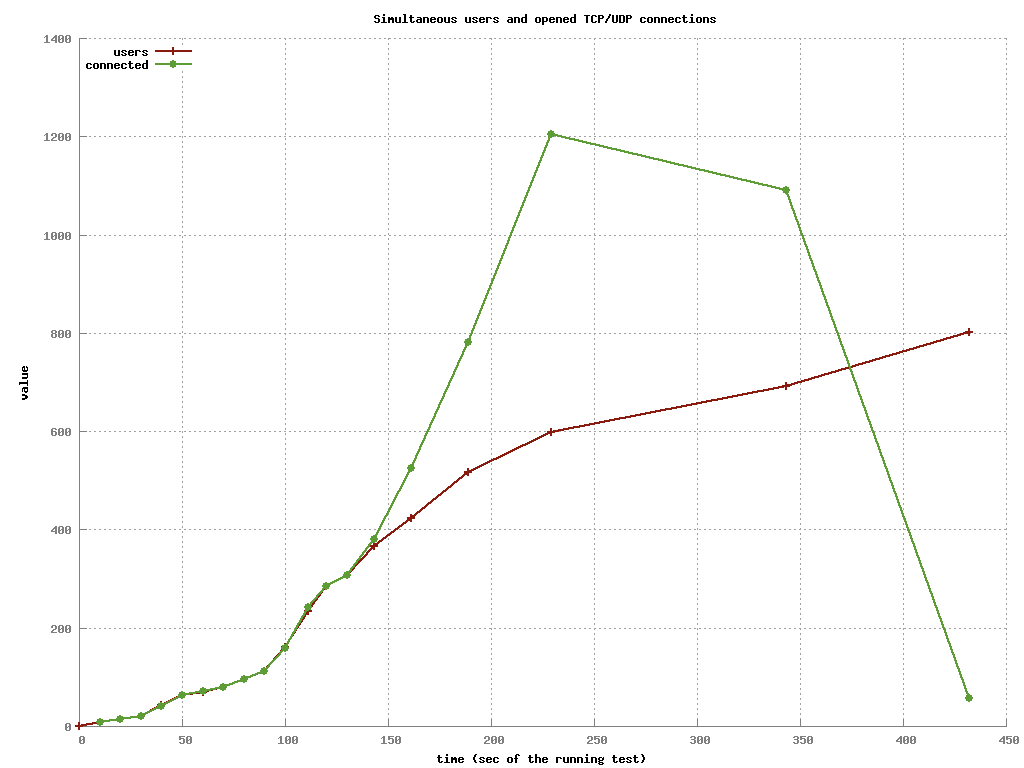 Simultaneous users and opened TCP/UDP connections
1400
users
connected
1200
1000
800
value
600
400
200
0
0 50 100 150 200 250 300 350 400 450
time (sec of the running test)